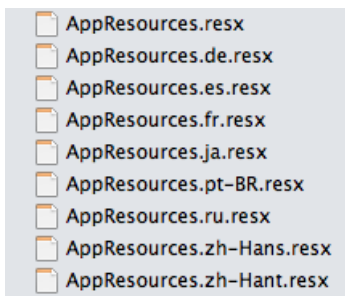 AppResources.resx
AppResources.de.resx
AppResources.es.resx
AppResources.fr.resx
AppResources.ja.resx
AppResources.pt-BR.resx
AppResources.ru.resx
AppResources.zh-Hans.resx
AppResources.zh-Hant.resx